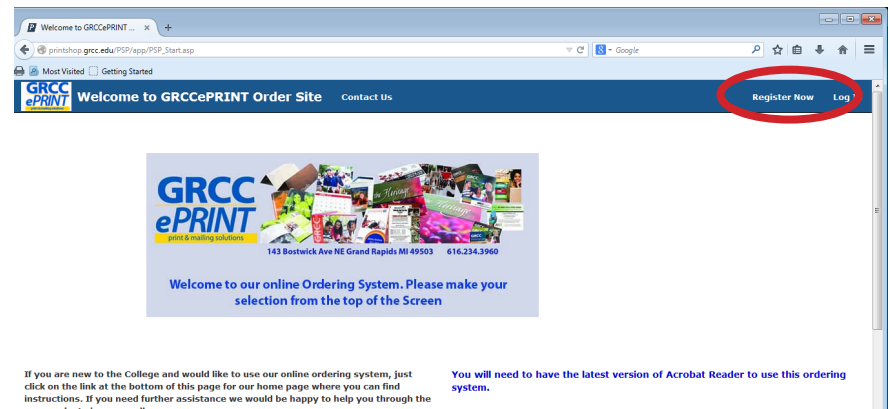 Welcome to GRCCePRINT ...
printshop.grcc.edu/PSP/app/PSP_Start.asp
Google
Most Visited Getting Started
GRCC ePRINT
Welcome to GRCCePRINT Order Site Contact Us Register Now Log
GRCC
ePRINT
print & mailing solutions
143 Bostwick Ave NE Grand Rapids MI 49503 616.234.3960
Welcome to our online Ordering System. Please make your
selection from the top of the Screen
If you are new to the College and would like to use our online ordering system, just
click on the link at the bottom of this page for our home page where you can find
instructions. If you need further assistance we would be happy to help you through the
You will need to have the latest version of Acrobat Reader to use this ordering
system.